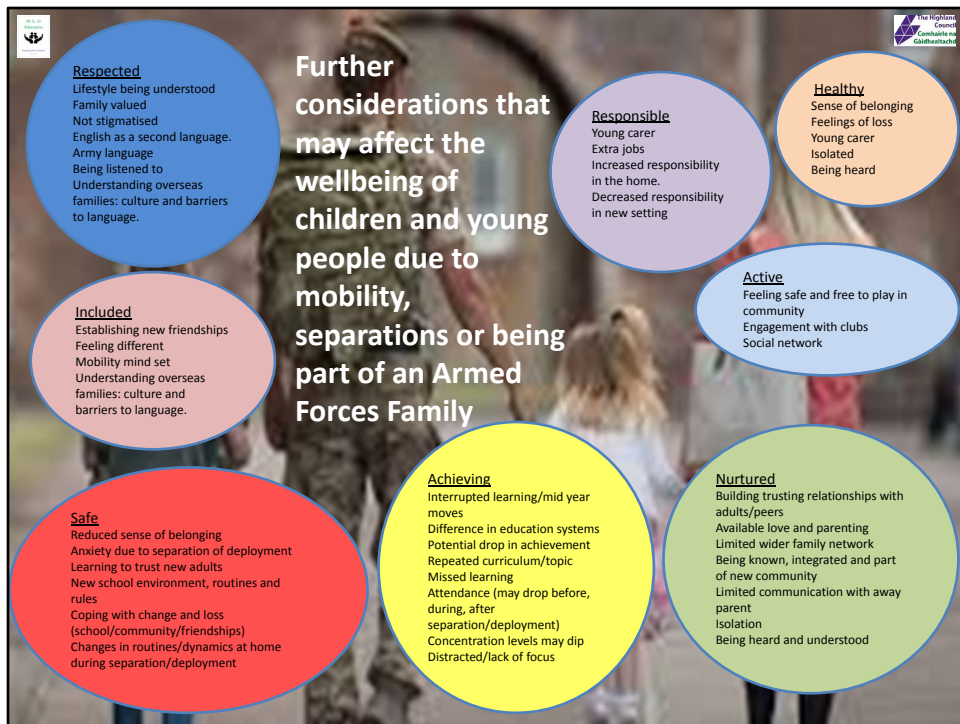 M.C.G.
Education
The Highland
Council
Comhairle na
Gàidhealtachd
Further
considerations that
may affect the
wellbeing of
children and young
people due to
mobility,
separations or being
part of an Armed
Forces Family
Respected
Lifestyle being understood
Family valued
Not stigmatised
English as a second language.
Army language
Being listened to
Understanding overseas
families: culture and barriers
to language.
Responsible
Young carer
Extra jobs
Increased responsibility
in the home.
Decreased responsibility
in new setting
Healthy
Sense of belonging
Feelings of loss
Young carer
Isolated
Being heard
Included
Establishing new friendships
Feeling different
Mobility mind set
Understanding overseas
families: culture and
barriers to language.
Active
Feeling safe and free to play in
community
Engagement with clubs
Social network
Safe
Reduced sense of belonging
Anxiety due to separation of deployment
Learning to trust new adults
New school environment, routines and
rules
Coping with change and loss
(school/community/friendships)
Changes in routines/dynamics at home
during separation/deployment
Achieving
Interrupted learning/mid year
moves
Difference in education systems
Potential drop in achievement
Repeated curriculum/topic
Missed learning
Attendance (may drop before,
during, after
separation/deployment)
Concentration levels may dip
Distracted/lack of focus
Nurtured
Building trusting relationships with
adults/peers
Available love and parenting
Limited wider family network
Being known, integrated and part
of new community
Limited communication with away
parent
Isolation
Being heard and understood